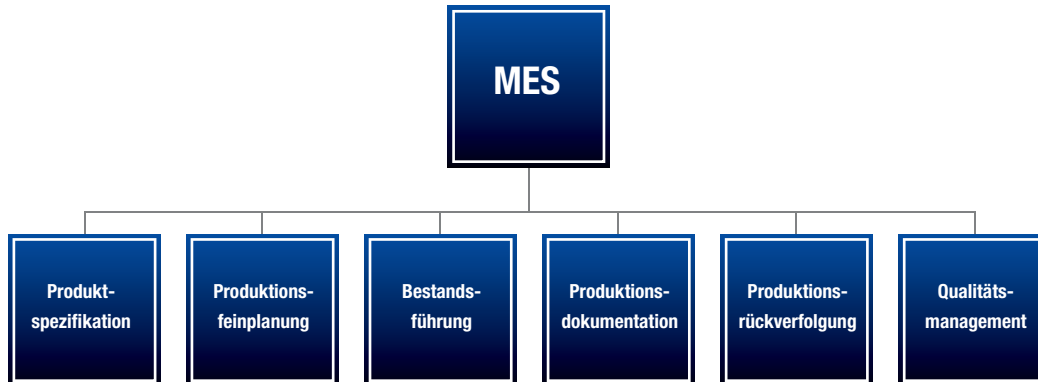 MES
Produkt-
spezifikation
Produktions-
feinplanung
Bestands-
führung
Produktions-
dokumentation
Produktions-
rückverfolgung
Qualitäts-
management